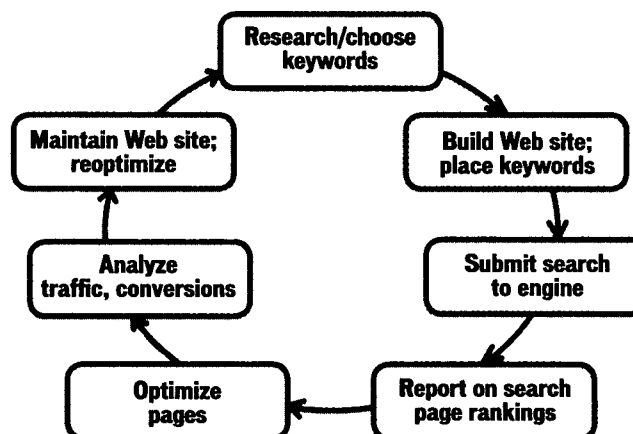 Research/choose
keywords
Build Web site;
place keywords
Submit search
to engine
Report on search
page rankings
Optimize
pages
Analyze
traffic, conversions
Maintain Web site;
reoptimize